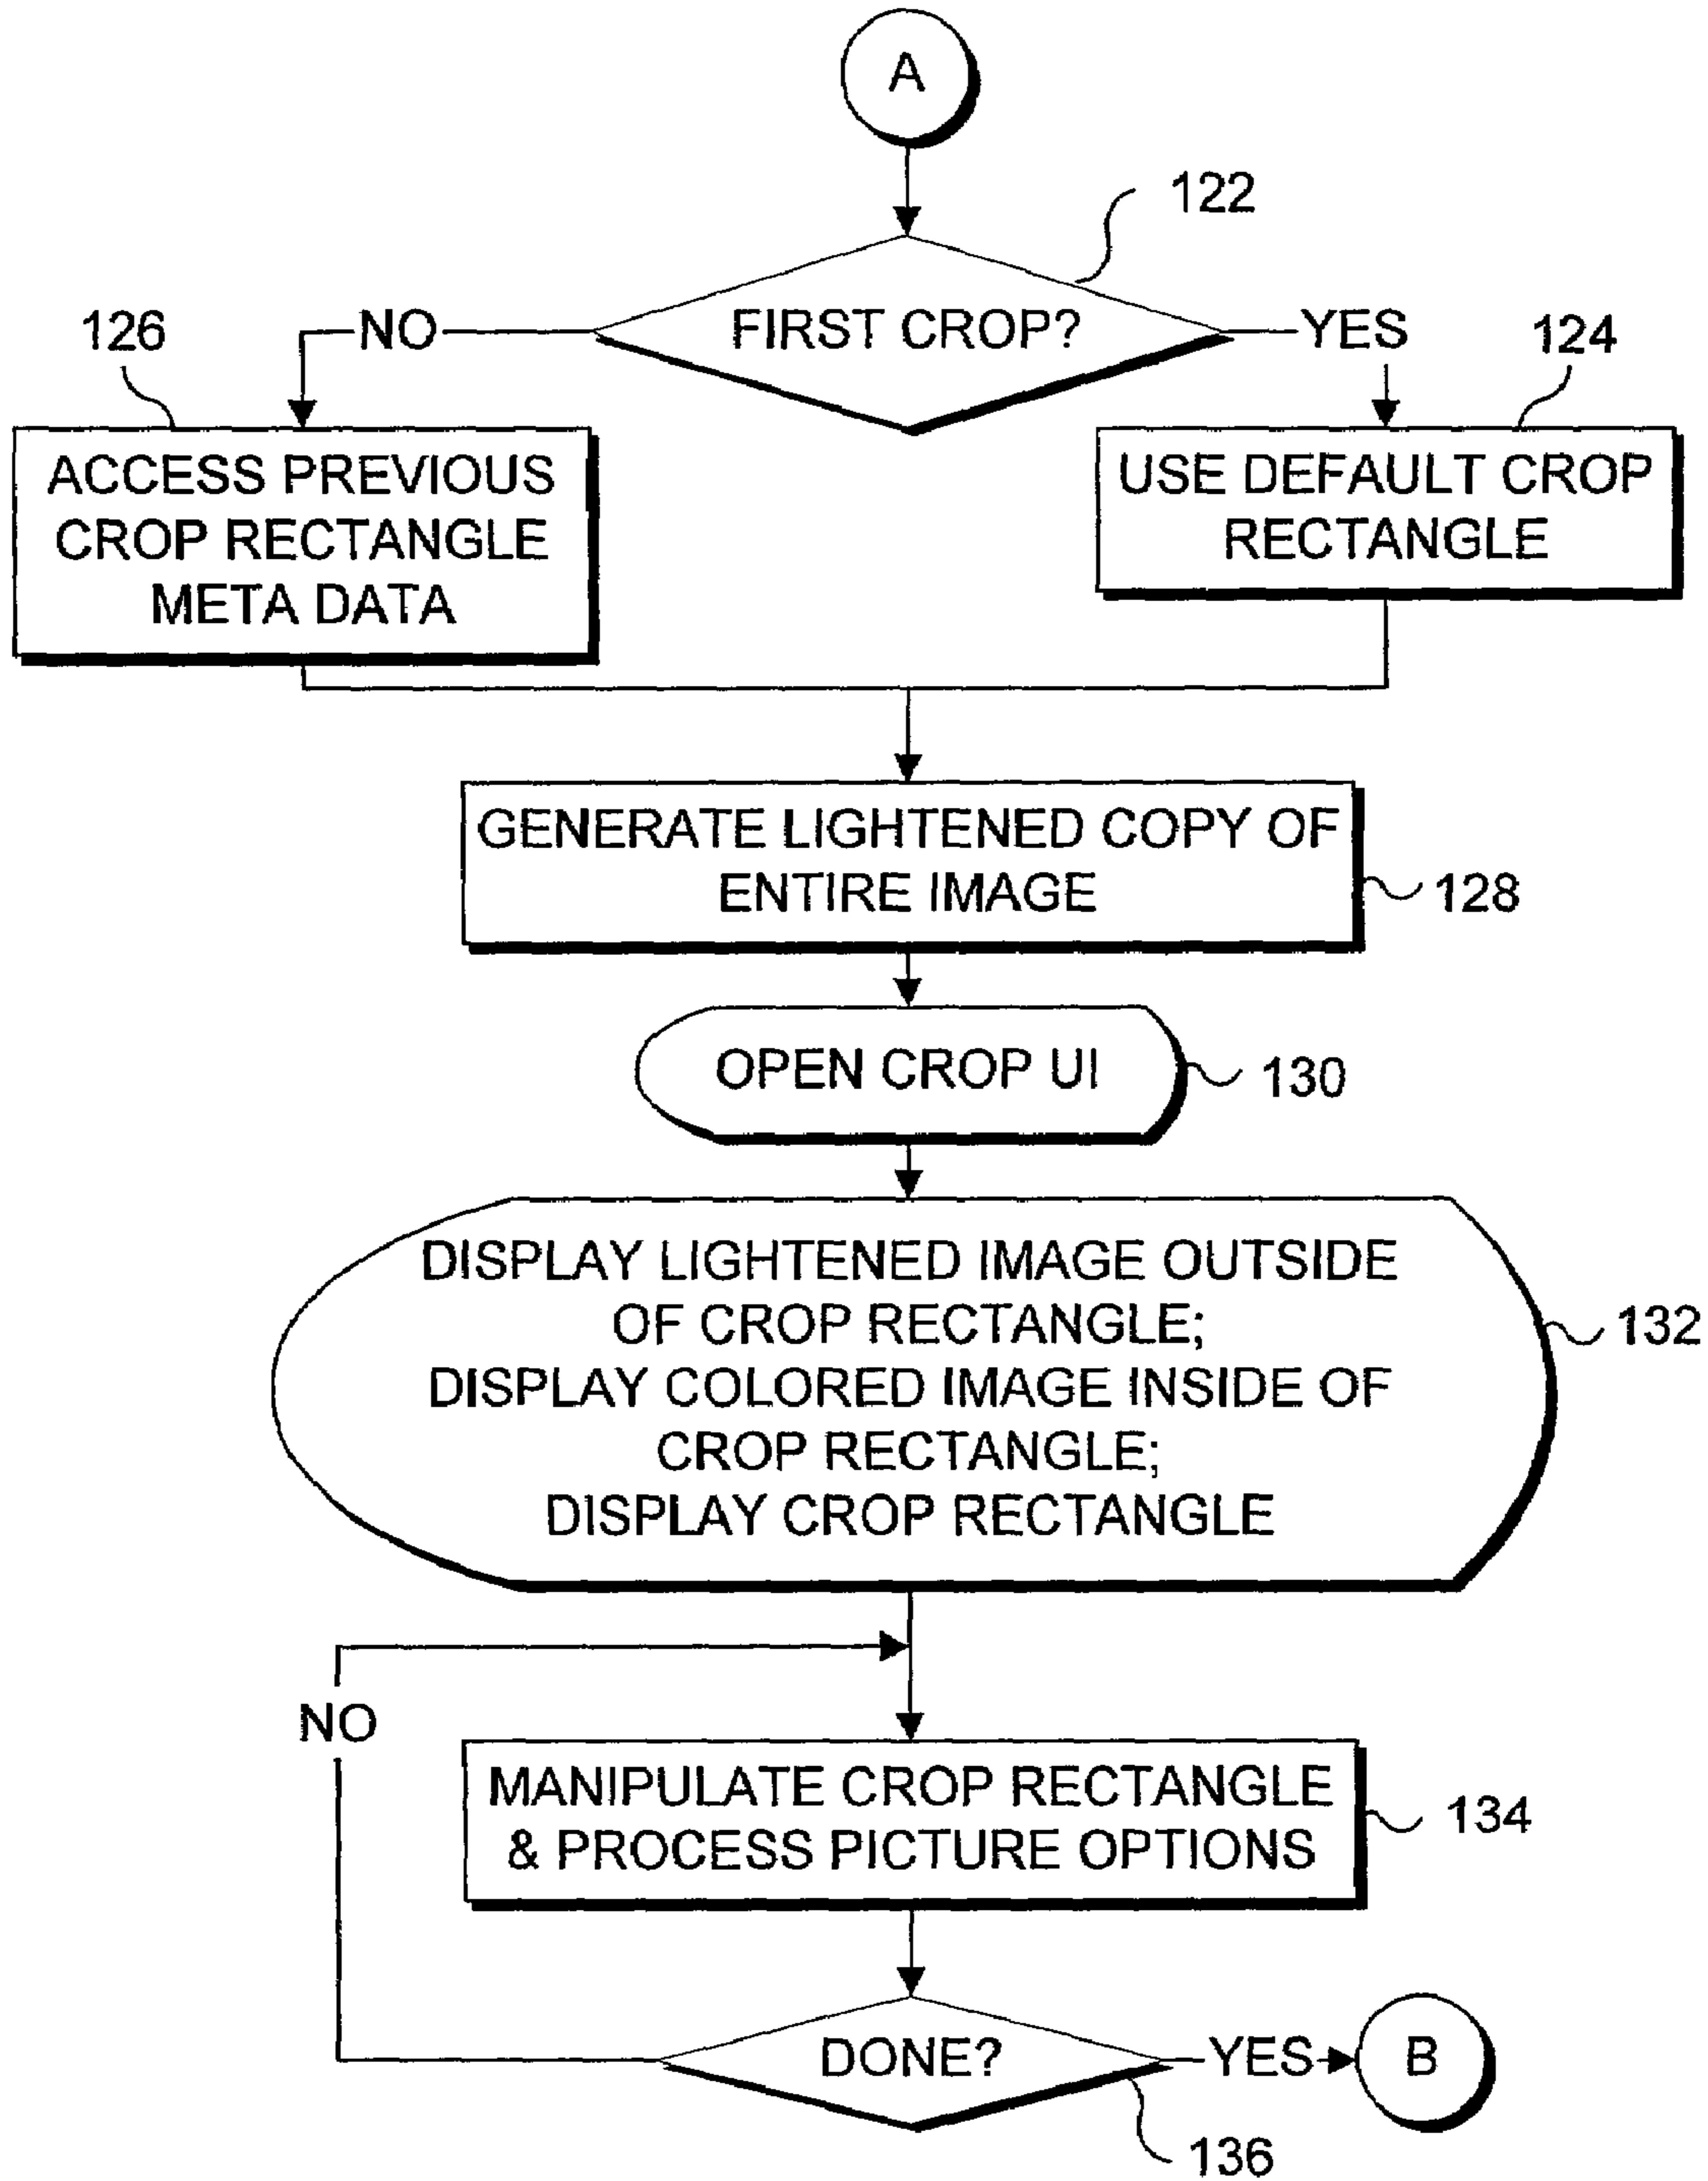 A
122
FIRST CROP?
NO
YES
126
124
ACCESS PREVIOUS
CROP RECTANGLE
META DATA
USE DEFAULT CROP
RECTANGLE
GENERATE LIGHTENED COPY OF
ENTIRE IMAGE
128
OPEN CROP UI
130
DISPLAY LIGHTENED IMAGE OUTSIDE
OF CROP RECTANGLE;
DISPLAY COLORED IMAGE INSIDE OF
CROP RECTANGLE;
DISPLAY CROP RECTANGLE
132
NO
MANIPULATE CROP RECTANGLE
& PROCESS PICTURE OPTIONS
134
DONE?
YES
B
136